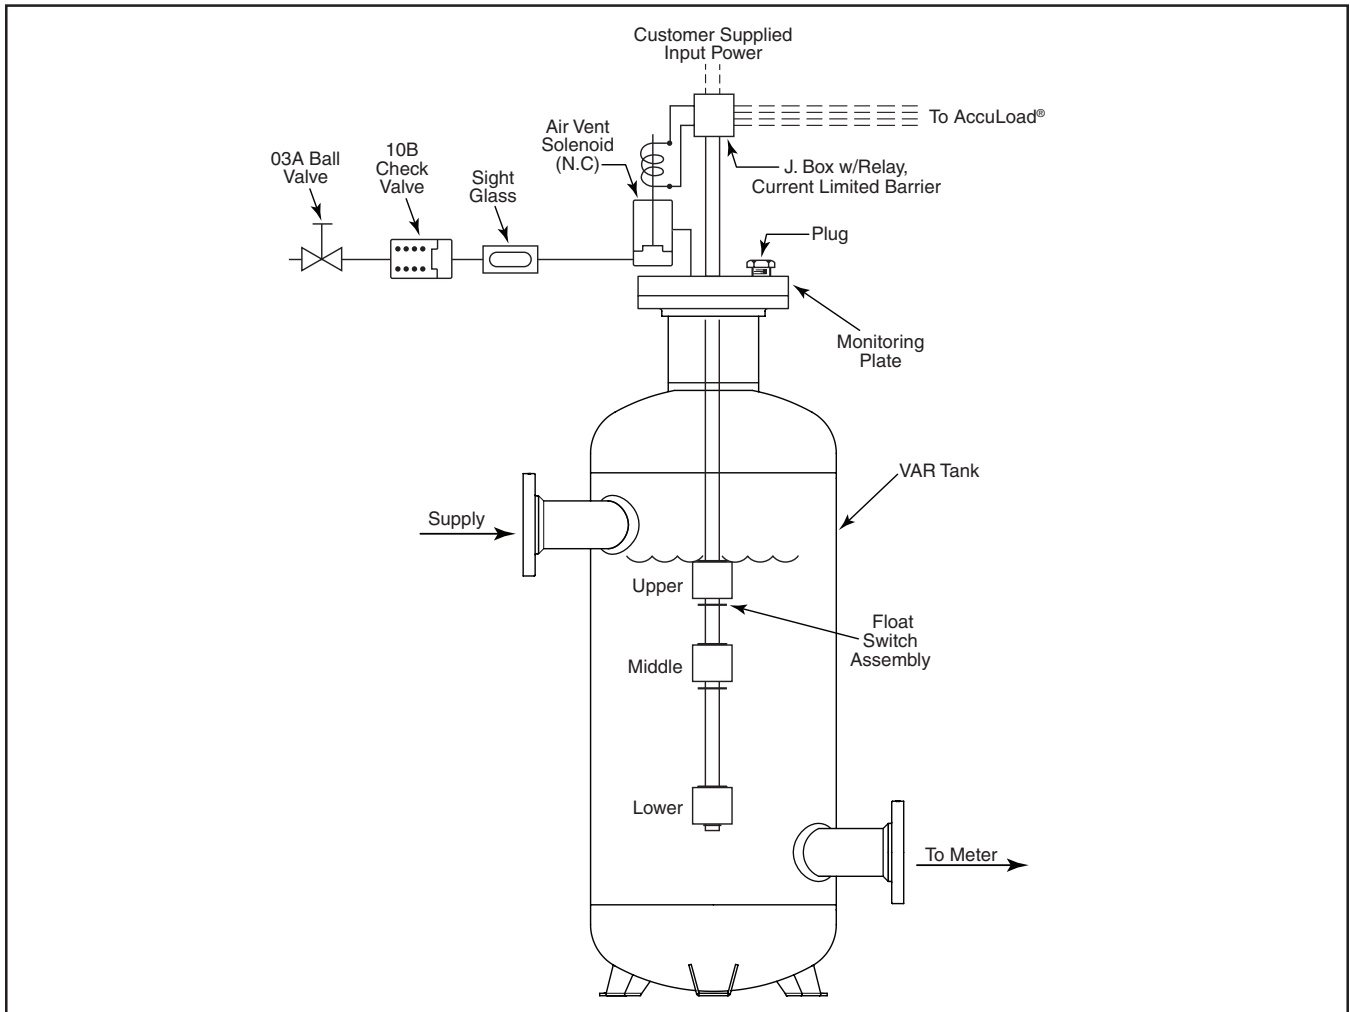 Customer Supplied
Input Power
To AccuLoad®
Air Vent
Solenoid
(N.C)
10B
Check
Valve
03A Ball
Valve
Sight
Glass
J. Box w/Relay,
Current Limited Barrier
Plug
Monitoring
Plate
VAR Tank
Supply
Upper
Float
Switch
Assembly
Middle
Lower
To Meter